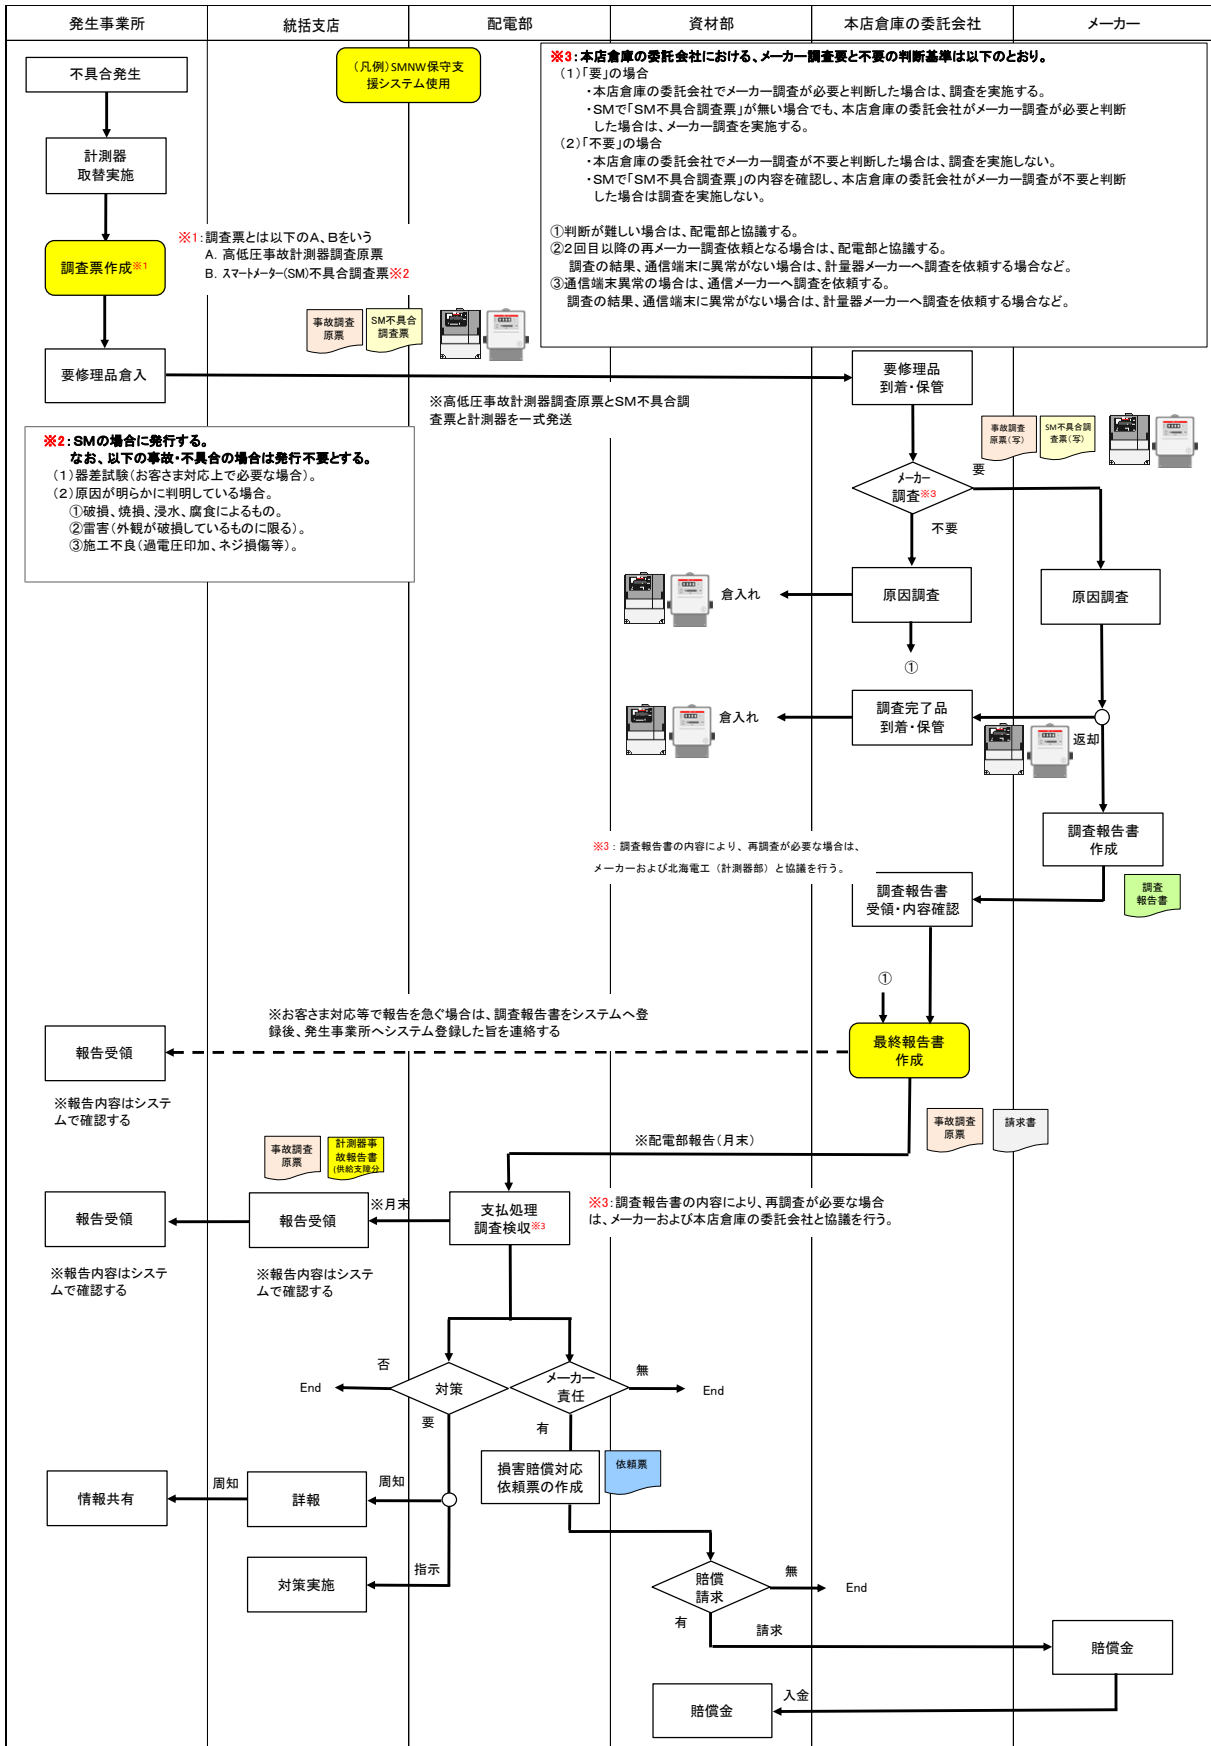 発生事業所
統括支店
配電部
資材部
本店倉庫の委託会社
メーカー
不具合発生
(凡例)SMNW保守支
援システム使用
※3:本店倉庫の委託会社における、メーカー調査要と不要の判断基準は以下のとおり。
(1)「要」の場合
・本店倉庫の委託会社でメーカー調査が必要と判断した場合は、調査を実施する。
・SMで「SM不具合調査票」が無い場合でも、本店倉庫の委託会社がメーカー調査が必要と判断
した場合は、メーカー調査を実施する。
(2)「不要」の場合
・本店倉庫の委託会社でメーカー調査が不要と判断した場合は、調査を実施しない。
・SMで「SM不具合調査票」の内容を確認し、本店倉庫の委託会社がメーカー調査が不要と判断
した場合は調査を実施しない。
①判断が難しい場合は、配電部と協議する。
②2回目以降の再メーカー調査依頼となる場合は、配電部と協議する。
調査の結果、通信端末に異常がない場合は、計量器メーカーへ調査を依頼する場合など。
③通信端末異常の場合は、通信メーカーへ調査を依頼する。
調査の結果、通信端末に異常がない場合は、計量器メーカーへ調査を依頼する場合など。
計測器
取替実施
調査票作成※1
※1:調査票とは以下のA、Bをいう
A. 高低圧事故計測器調査原票
B. スマートメーター(SM)不具合調査票※2
事故調査
原票
SM不具合
調査票
要修理品倉入
要修理品
到着・保管
※高低圧事故計測器調査原票とSM不具合調
査票と計測器を一式発送
※2:SMの場合に発行する。
なお、以下の事故・不具合の場合は発行不要とする。
(1)器差試験(お客さま対応上で必要な場合)。
(2)原因が明らかに判明している場合。
①破損、焼損、浸水、腐食によるもの。
②雷害(外観が破損しているものに限る)。
③施工不良(過電圧印加、ネジ損傷等)。
事故調査
原票(写)
SM不具合調
査票(写)
メーカー
調査※3
要
不要
倉入れ
原因調査
原因調査
①
倉入れ
調査完了品
到着・保管
返却
調査報告書
作成
※3:調査報告書の内容により、再調査が必要な場合は、
メーカーおよび北海電工(計測器部)と協議を行う。
調査報告書
受領・内容確認
調査
報告書
①
※お客さま対応等で報告を急ぐ場合は、調査報告書をシステムへ登
録後、発生事業所へシステム登録した旨を連絡する
報告受領
最終報告書
作成
※報告内容はシステ
ムで確認する
事故調査
原票
請求書
※配電部報告(月末)
事故調査
原票
計測器事
故報告書
(供給支障分
報告受領
報告受領
※月末
支払処理
調査検収※3
※3:調査報告書の内容により、再調査が必要な場合
は、メーカーおよび本店倉庫の委託会社と協議を行う。
※報告内容はシステ
ムで確認する
※報告内容はシステ
ムで確認する
否
End
対策
メーカー
責任
無
End
要
有
損害賠償対応
依頼票の作成
依頼票
情報共有
周知
詳報
周知
対策実施
指示
賠償
請求
無
End
有
請求
賠償金
賠償金
入金